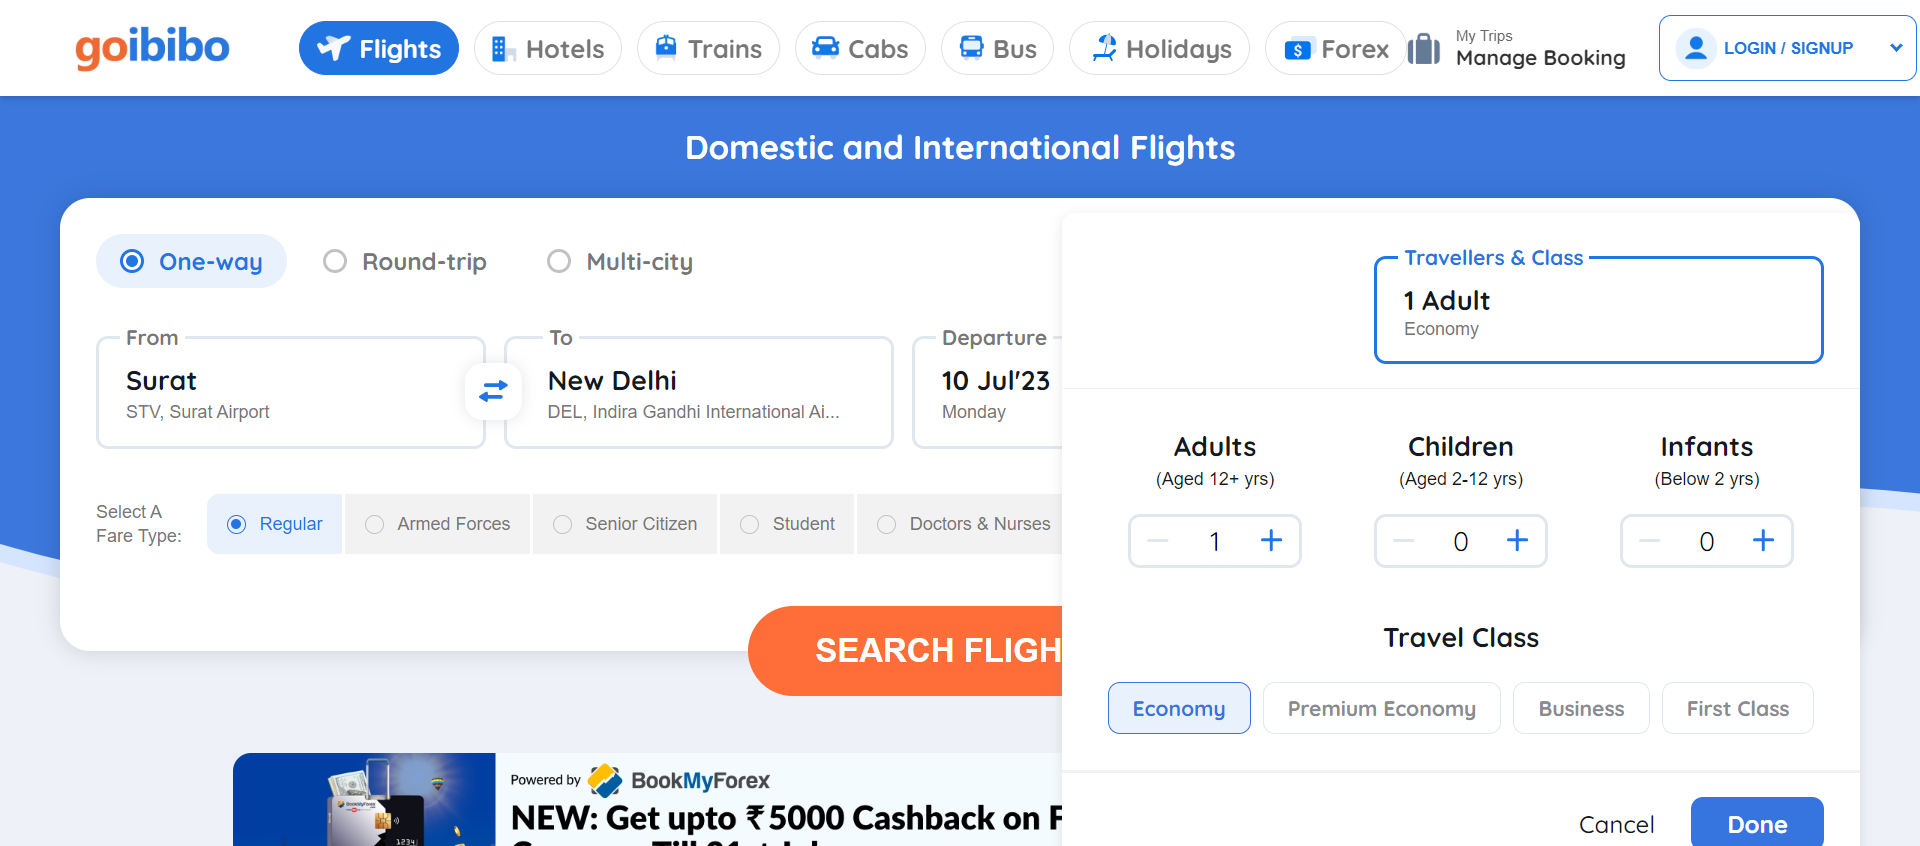 goibibo
Flights
Hotels
Trains
Cabs
Bus
Holidays
Forex
My Trips
Manage Booking
LOGIN / SIGNUP
Domestic and International Flights
One-way
Round-trip
Multi-city
Travellers & Class
1 Adult
Economy
From
Surat
STV, Surat Airport
To
New Delhi
DEL, Indira Gandhi International Ai...
Departure
10 Jul'23
Monday
Adults
(Aged 12+ yrs)
1
Children
(Aged 2-12 yrs)
0
Infants
(Below 2 yrs)
0
Select A
Fare Type:
Regular
Armed Forces
Senior Citizen
Student
Doctors & Nurses
SEARCH FLIGH
Travel Class
Economy
Premium Economy
Business
First Class
Powered by BookMyForex
NEW: Get upto ₹5000 Cashback on F
Cancel
Done